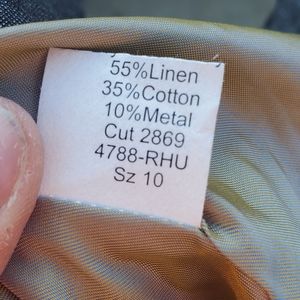 55%Linen
35%Cotton
10%Metal
Cut 2869
4788-RHU
Sz 10